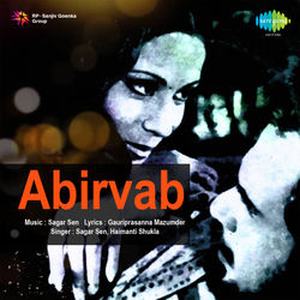 RP- Sanjiv Goenka
Group
SAREGAMA
Abirvab
Music : Sagar Sen Lyrics : Gauriprasanna Mazumder
Singer : Sagar Sen, Haimanti Shukla